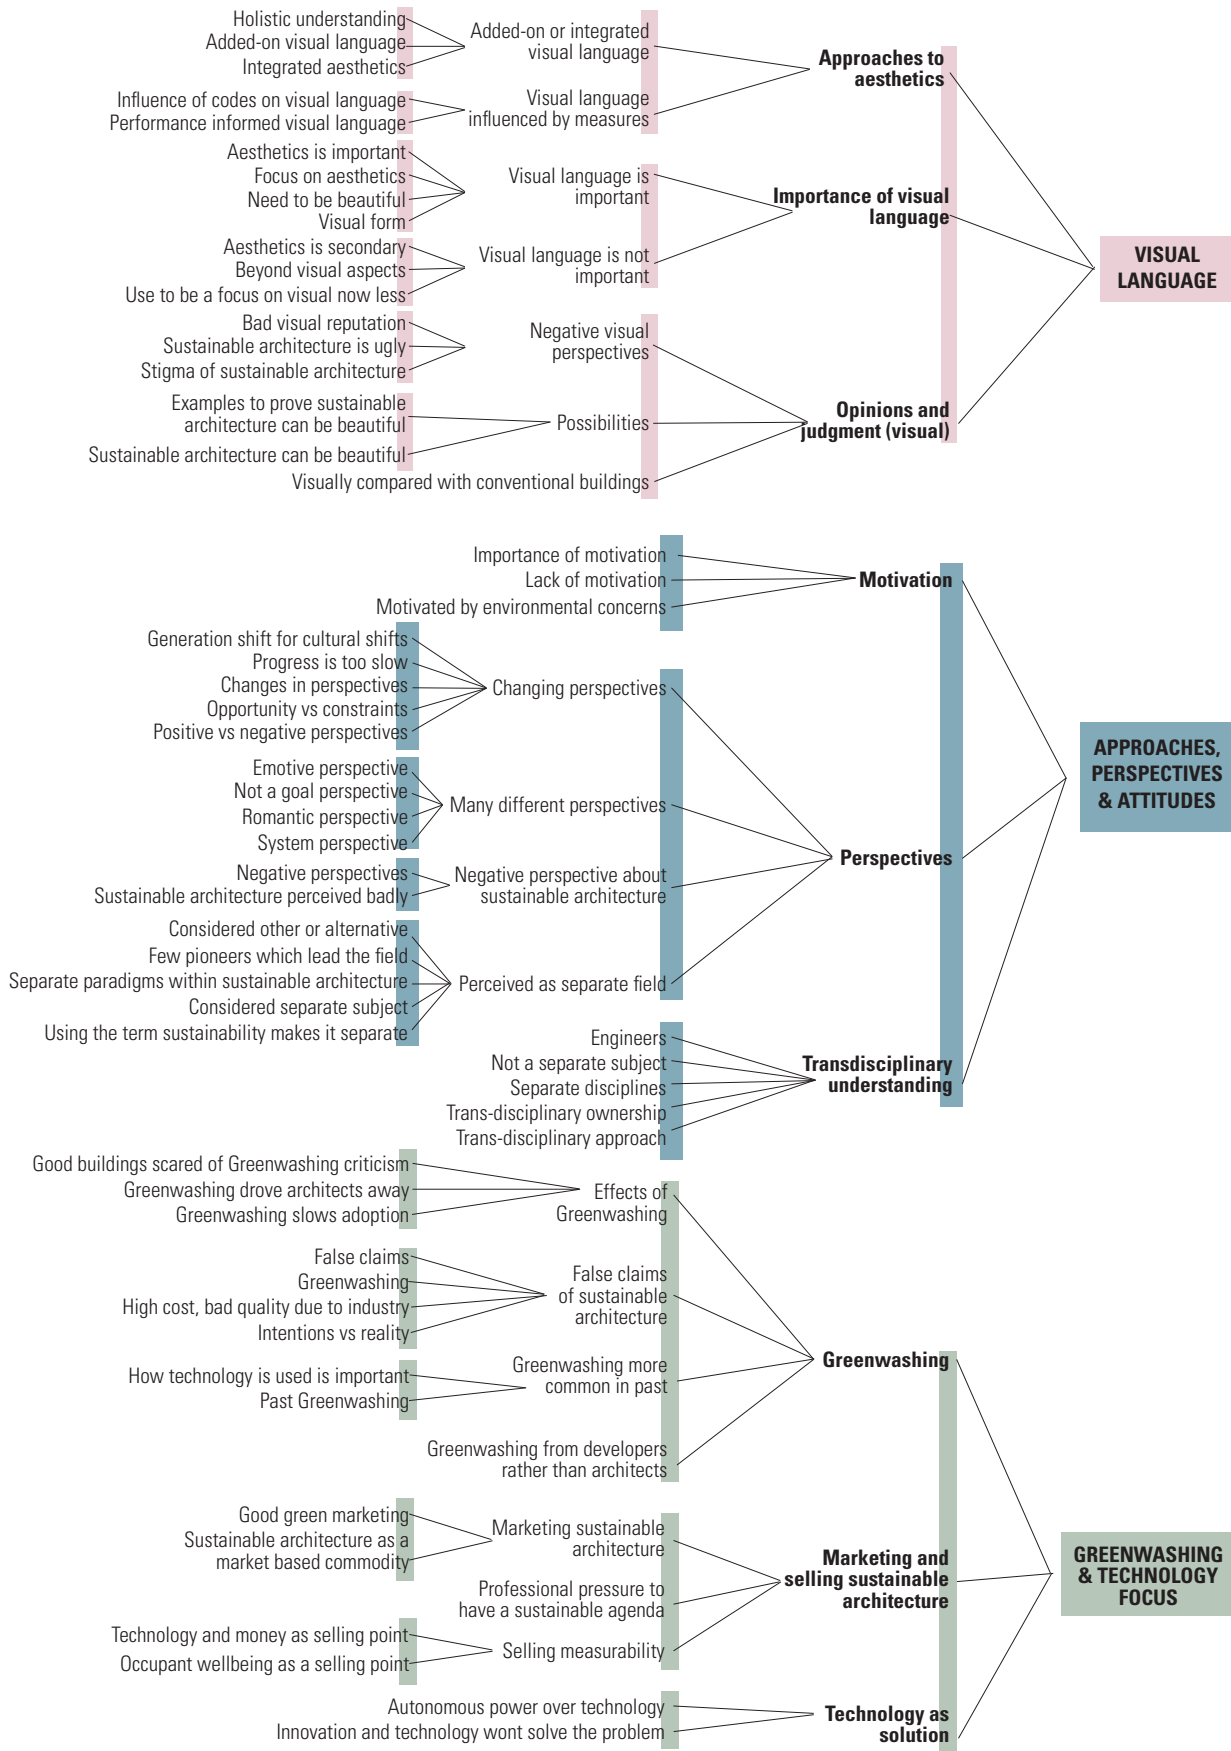 Holistic understanding
Added-on visual language
Integrated aesthetics
Added-on or integrated
visual language
Influence of codes on visual language
Performance informed visual language
Visual language
influenced by measures
Approaches to
aesthetics
Aesthetics is important
Focus on aesthetics
Need to be beautiful
Visual form
Visual language is
important
Aesthetics is secondary
Beyond visual aspects
Use to be a focus on visual now less
Visual language is not
important
Importance of visual
language
Bad visual reputation
Sustainable architecture is ugly
Stigma of sustainable architecture
Negative visual
perspectives
Examples to prove sustainable
architecture can be beautiful
Sustainable architecture can be beautiful
Possibilities
Visually compared with conventional buildings
Opinions and
judgment (visual)
VISUAL
LANGUAGE
Importance of motivation
Lack of motivation
Motivated by environmental concerns
Motivation
Generation shift for cultural shifts
Progress is too slow
Changes in perspectives
Opportunity vs constraints
Positive vs negative perspectives
Changing perspectives
Emotive perspective
Not a goal perspective
Romantic perspective
System perspective
Many different perspectives
Negative perspectives
Sustainable architecture perceived badly
Negative perspective about
sustainable architecture
Considered other or alternative
Few pioneers which lead the field
Separate paradigms within sustainable architecture
Considered separate subject
Using the term sustainability makes it separate
Perceived as separate field
Perspectives
Engineers
Not a separate subject
Separate disciplines
Trans-disciplinary ownership
Trans-disciplinary approach
Transdisciplinary
understanding
APPROACHES,
PERSPECTIVES
& ATTITUDES
Good buildings scared of Greenwashing criticism
Greenwashing drove architects away
Greenwashing slows adoption
Effects of
Greenwashing
False claims
Greenwashing
High cost, bad quality due to industry
Intentions vs reality
False claims
of sustainable
architecture
How technology is used is important
Past Greenwashing
Greenwashing more
common in past
Greenwashing from developers
rather than architects
Greenwashing
Good green marketing
Sustainable architecture as a
market based commodity
Marketing sustainable
architecture
Professional pressure to
have a sustainable agenda
Technology and money as selling point
Occupant wellbeing as a selling point
Selling measurability
Marketing and
selling sustainable
architecture
Autonomous power over technology
Innovation and technology wont solve the problem
Technology as
solution
GREENWASHING
& TECHNOLOGY
FOCUS